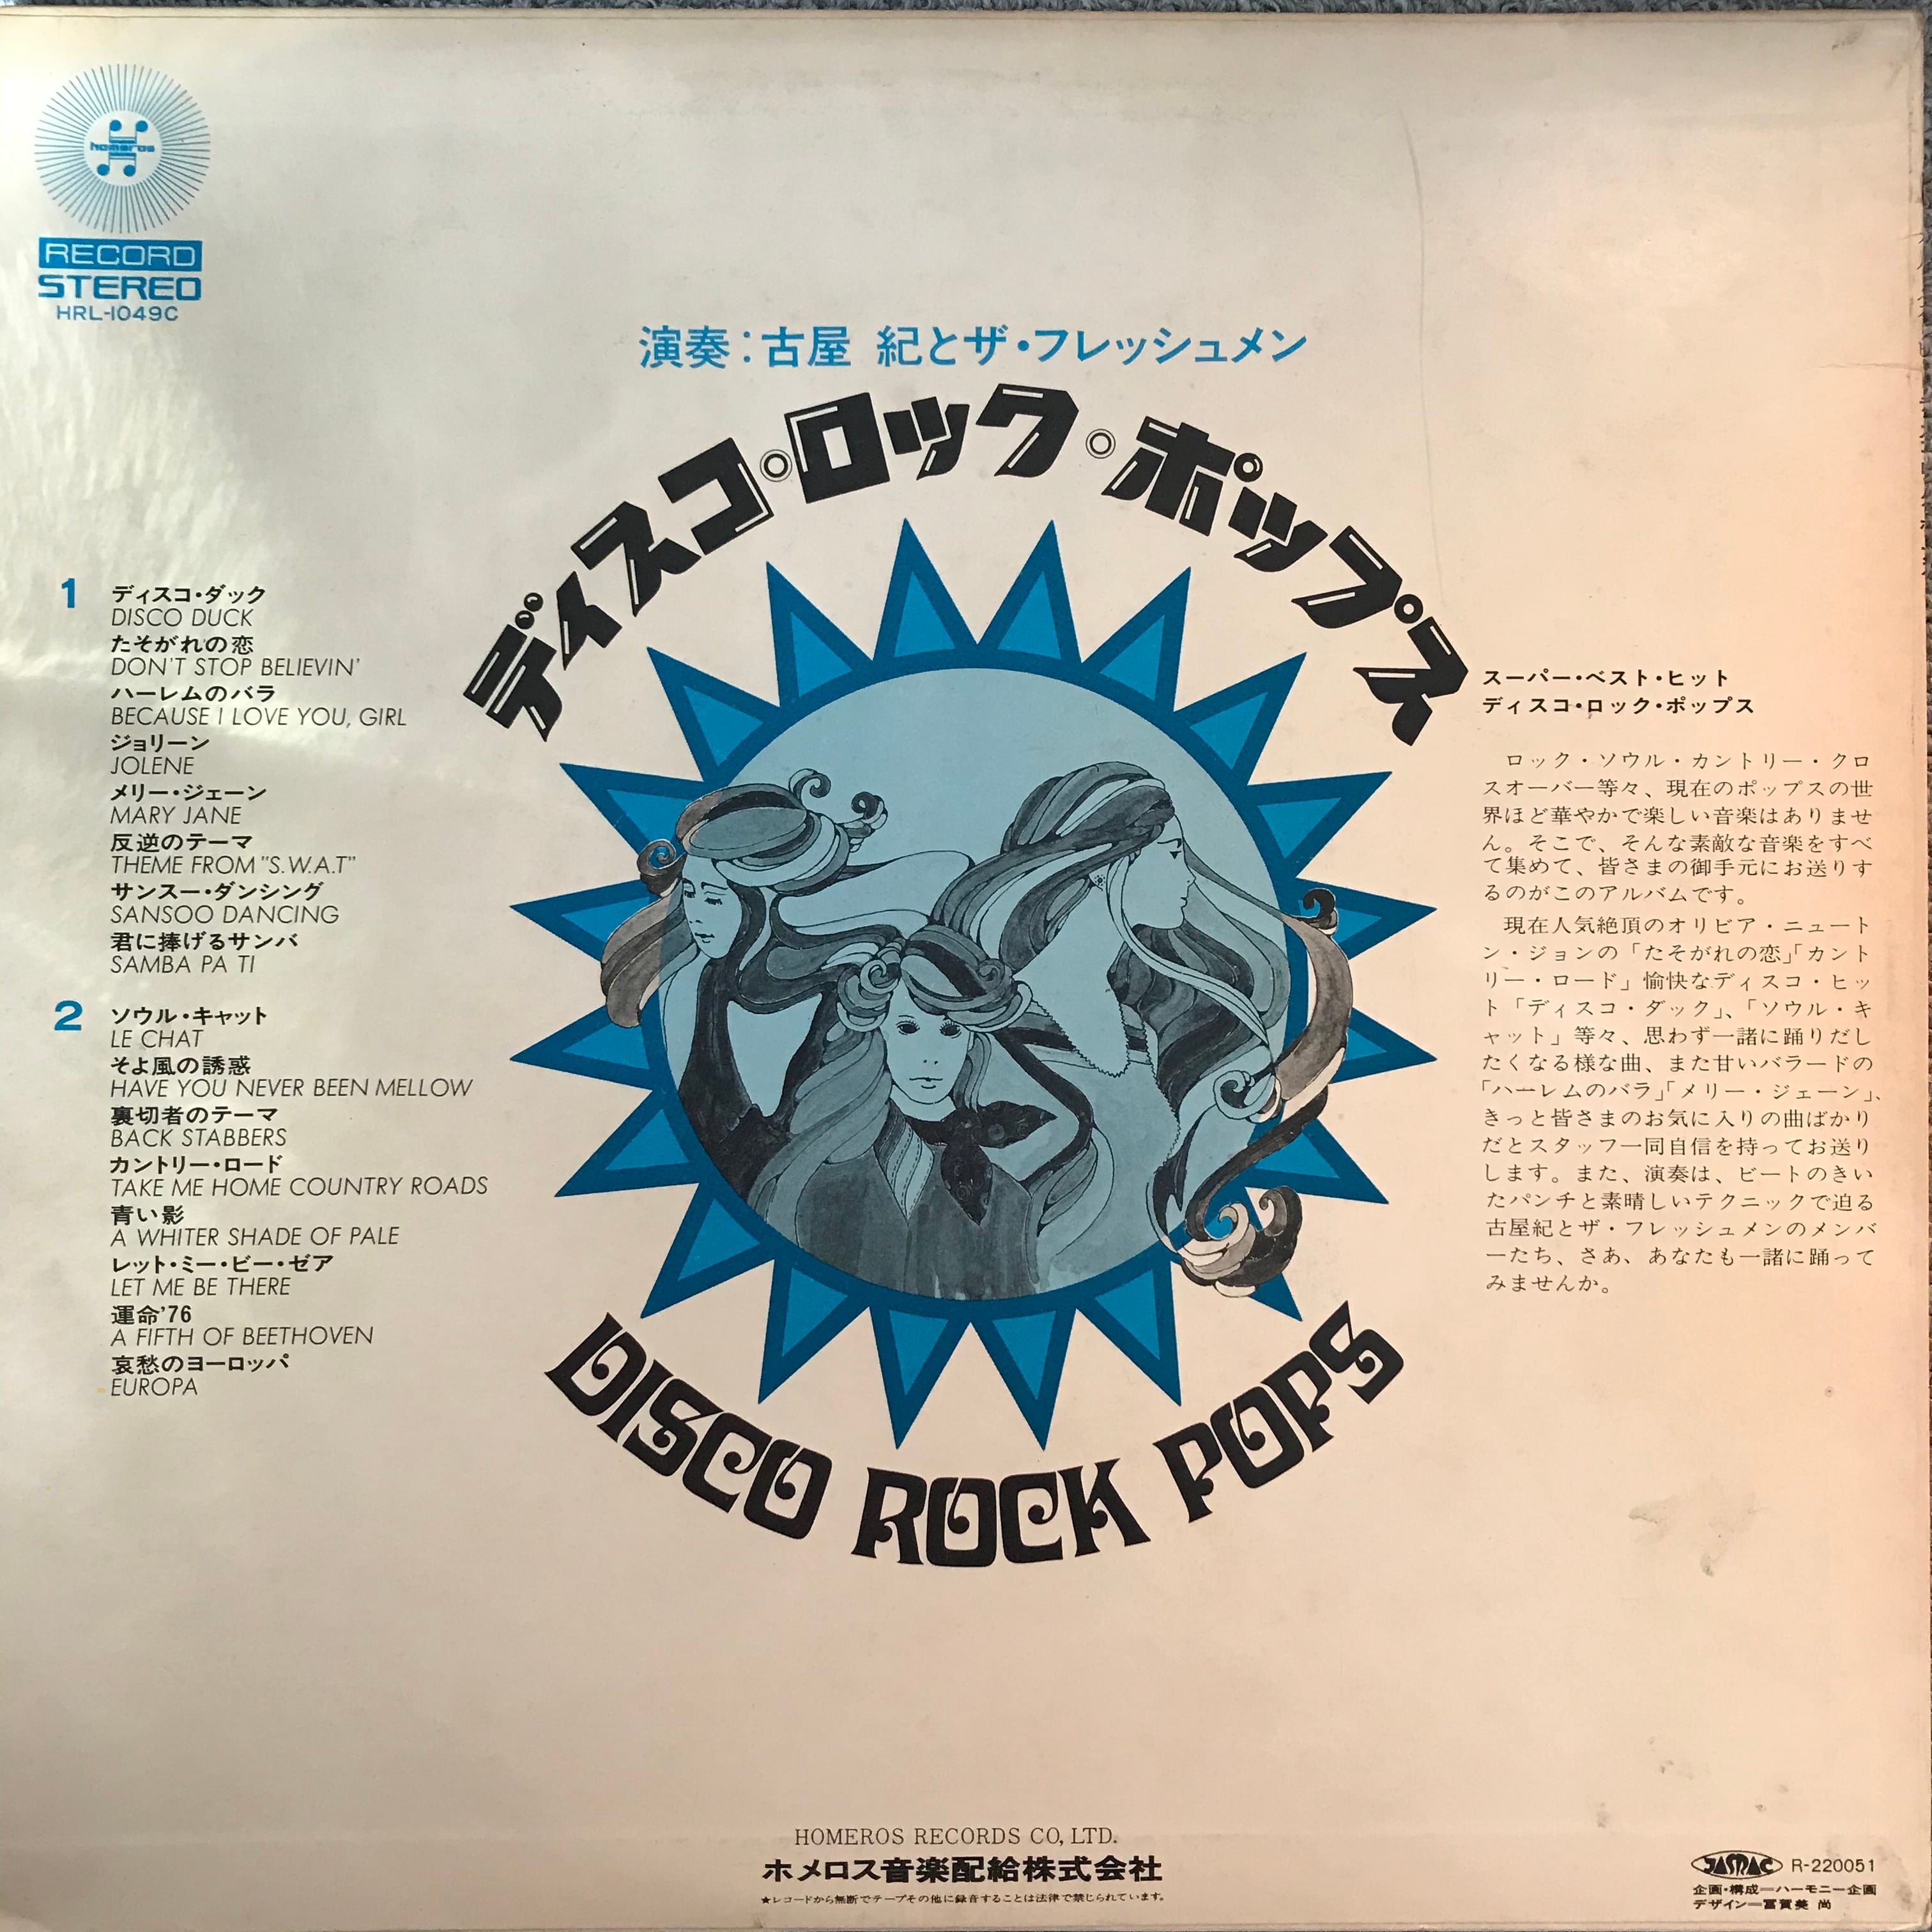 homeros
RECORD
STEREO
HRL-1049C
演奏:古屋 紀とザ・フレッシュメン
ディスコ・ロック・ポップス
1
ディスコ・ダック
DISCO DUCK
たそがれの恋
DON'T STOP BELIEVIN'
ハーレムのバラ
BECAUSE I LOVE YOU, GIRL
ジョリーン
JOLENE
メリー・ジェーン
MARY JANE
反逆のテーマ
THEME FROM "S.W.A.T"
サンスー・ダンシング
SANSOO DANCING
君に捧げるサンバ
SAMBA PA TI
2
ソウル・キャット
LE CHAT
そよ風の誘惑
HAVE YOU NEVER BEEN MELLOW
裏切者のテーマ
BACK STABBERS
カントリー・ロード
TAKE ME HOME COUNTRY ROADS
青い影
A WHITER SHADE OF PALE
レット・ミー・ビー・ゼア
LET ME BE THERE
運命'76
A FIFTH OF BEETHOVEN
哀愁のヨーロッパ
EUROPA
スーパー・ベスト・ヒット
ディスコ・ロック・ポップス
ロック・ソウル・カントリー・クロ
スオーバー等々、現在のポップスの世
界ほど華やかで楽しい音楽はありませ
ん。そこで、そんな素敵な音楽をすべ
て集めて、皆さまの御手元にお送りす
るのがこのアルバムです。
現在人気絶頂のオリビア・ニュート
ン・ジョンの「たそがれの恋」「カント
リー・ロード」愉快なディスコ・ヒッ
ト「ディスコ・ダック」、「ソウル・キ
ャット」等々、思わず一諸に踊りだし
たくなる様な曲、また甘いバラードの
「ハーレムのバラ」「メリー・ジェーン」、
きっと皆さまのお気に入りの曲ばかり
だとスタッフ一同自信を持ってお送り
します。また、演奏は、ビートのきい
たパンチと素晴しいテクニックで迫る
古屋紀とザ・フレッシュメンのメンバ
ーたち、さあ、あなたも一諸に踊って
みませんか。
DISCO ROCK POPS
HOMEROS RECORDS CO, LTD.
ホメロス音楽配給株式会社
★レコードから無断でテープその他に録音することは法律で禁じられています。
JASRAC R-220051
企画・構成＝ハーモニー企画
デザイン＝冨賀美 尚